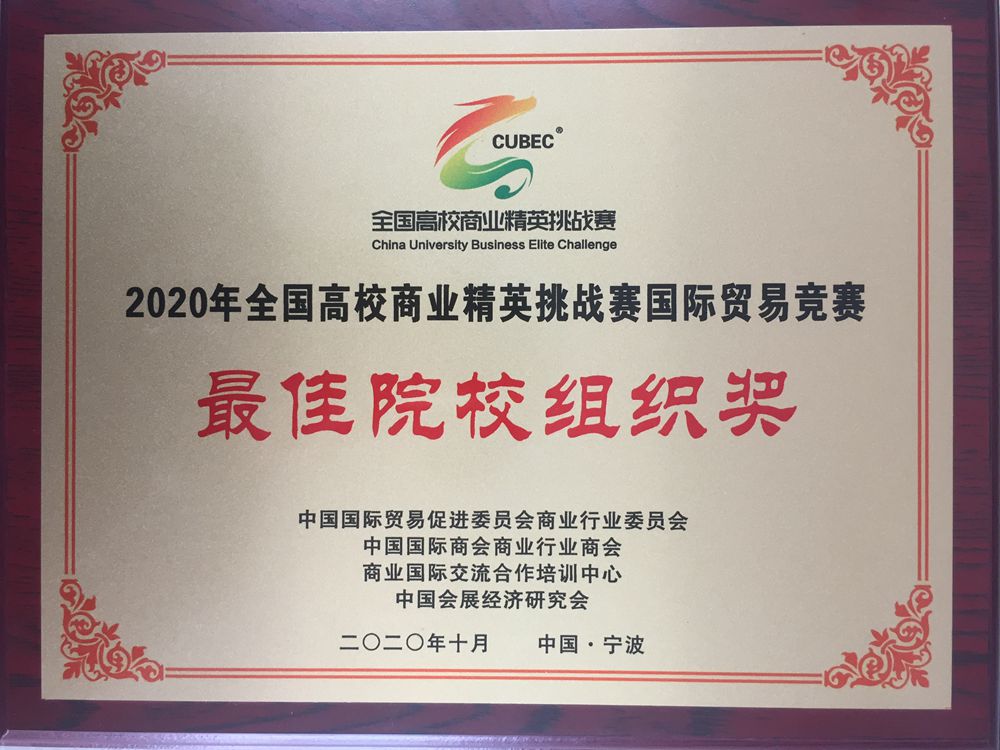 CUBEC®
全国高校商业精英挑战赛
China University Business Elite Challenge
2020年全国高校商业精英挑战赛国际贸易竞赛
最佳院校组织奖
中国国际贸易促进委员会商业行业委员会
中国国际商会商业行业商会
商业国际交流合作培训中心
中国会展经济研究会
二〇二〇年十月 中国·宁波